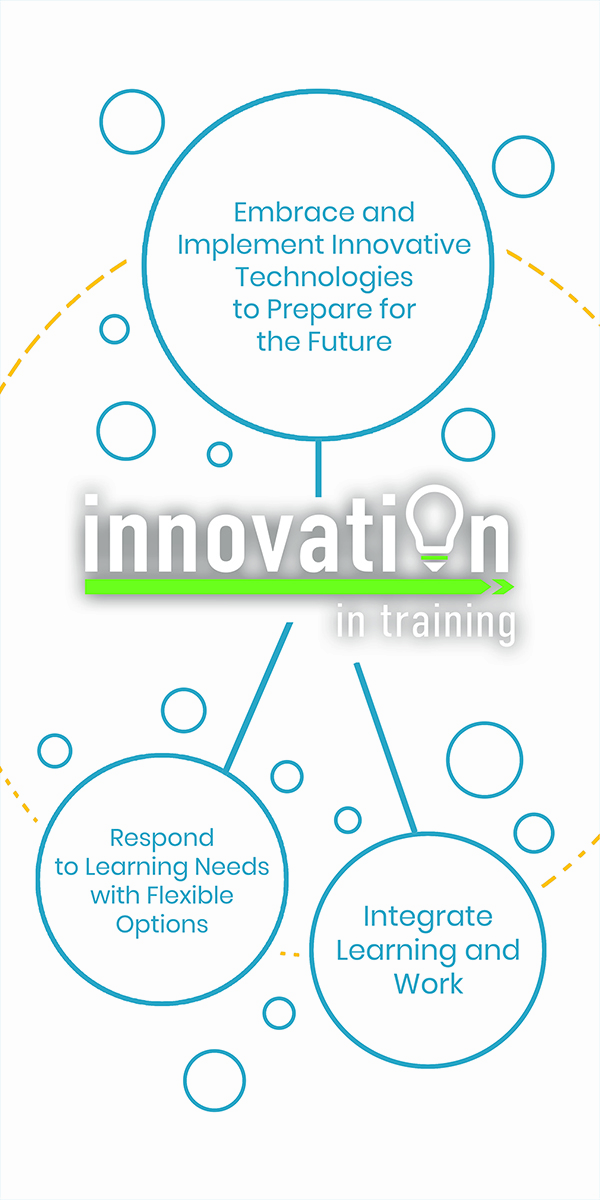 Embrace and
Implement Innovative
Technologies
to Prepare for
the Future
innovation
in training
Respond
to Learning Needs
with Flexible
Options
Integrate
Learning and
Work